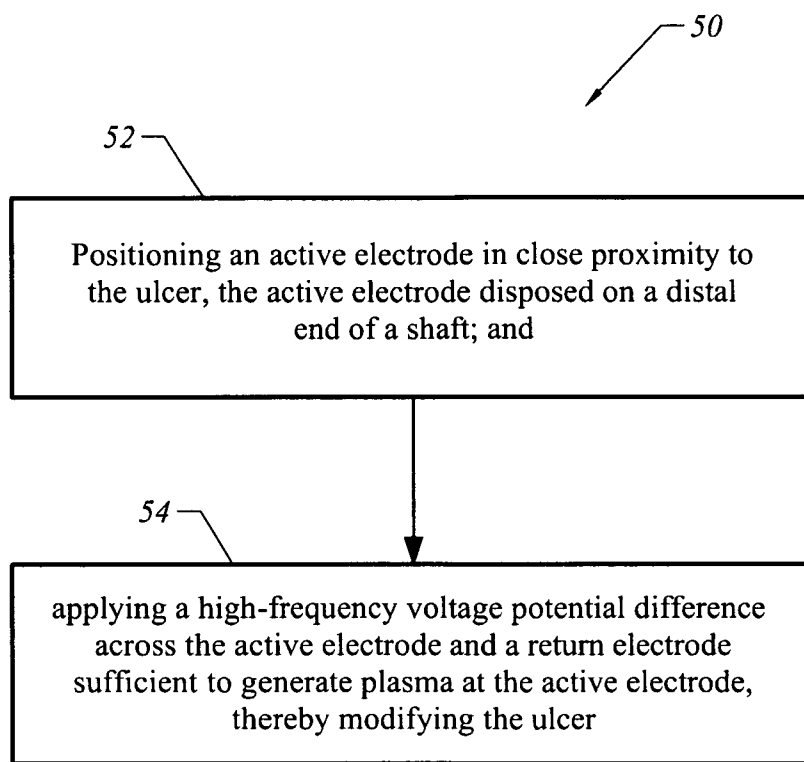 50
52
Positioning an active electrode in close proximity to
the ulcer, the active electrode disposed on a distal
end of a shaft; and
54
applying a high-frequency voltage potential difference
across the active electrode and a return electrode
sufficient to generate plasma at the active electrode,
thereby modifying the ulcer